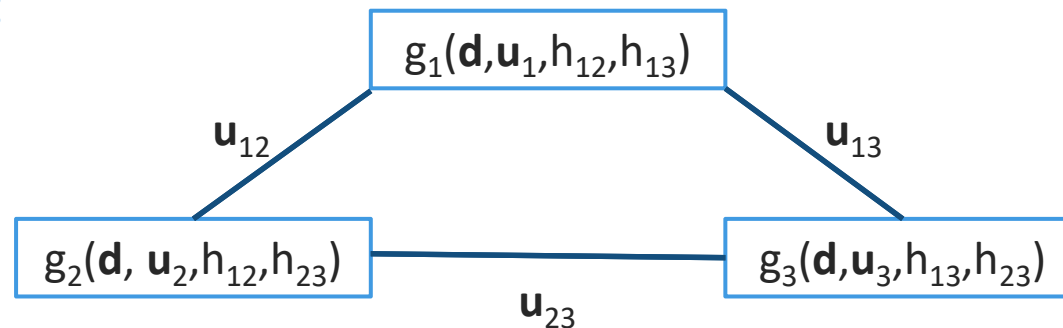 g₁(d,u₁,h₁₂,h₁₃)
u₁₂
u₁₃
g₂(d, u₂,h₁₂,h₂₃)
g₃(d,u₃,h₁₃,h₂₃)
u₂₃